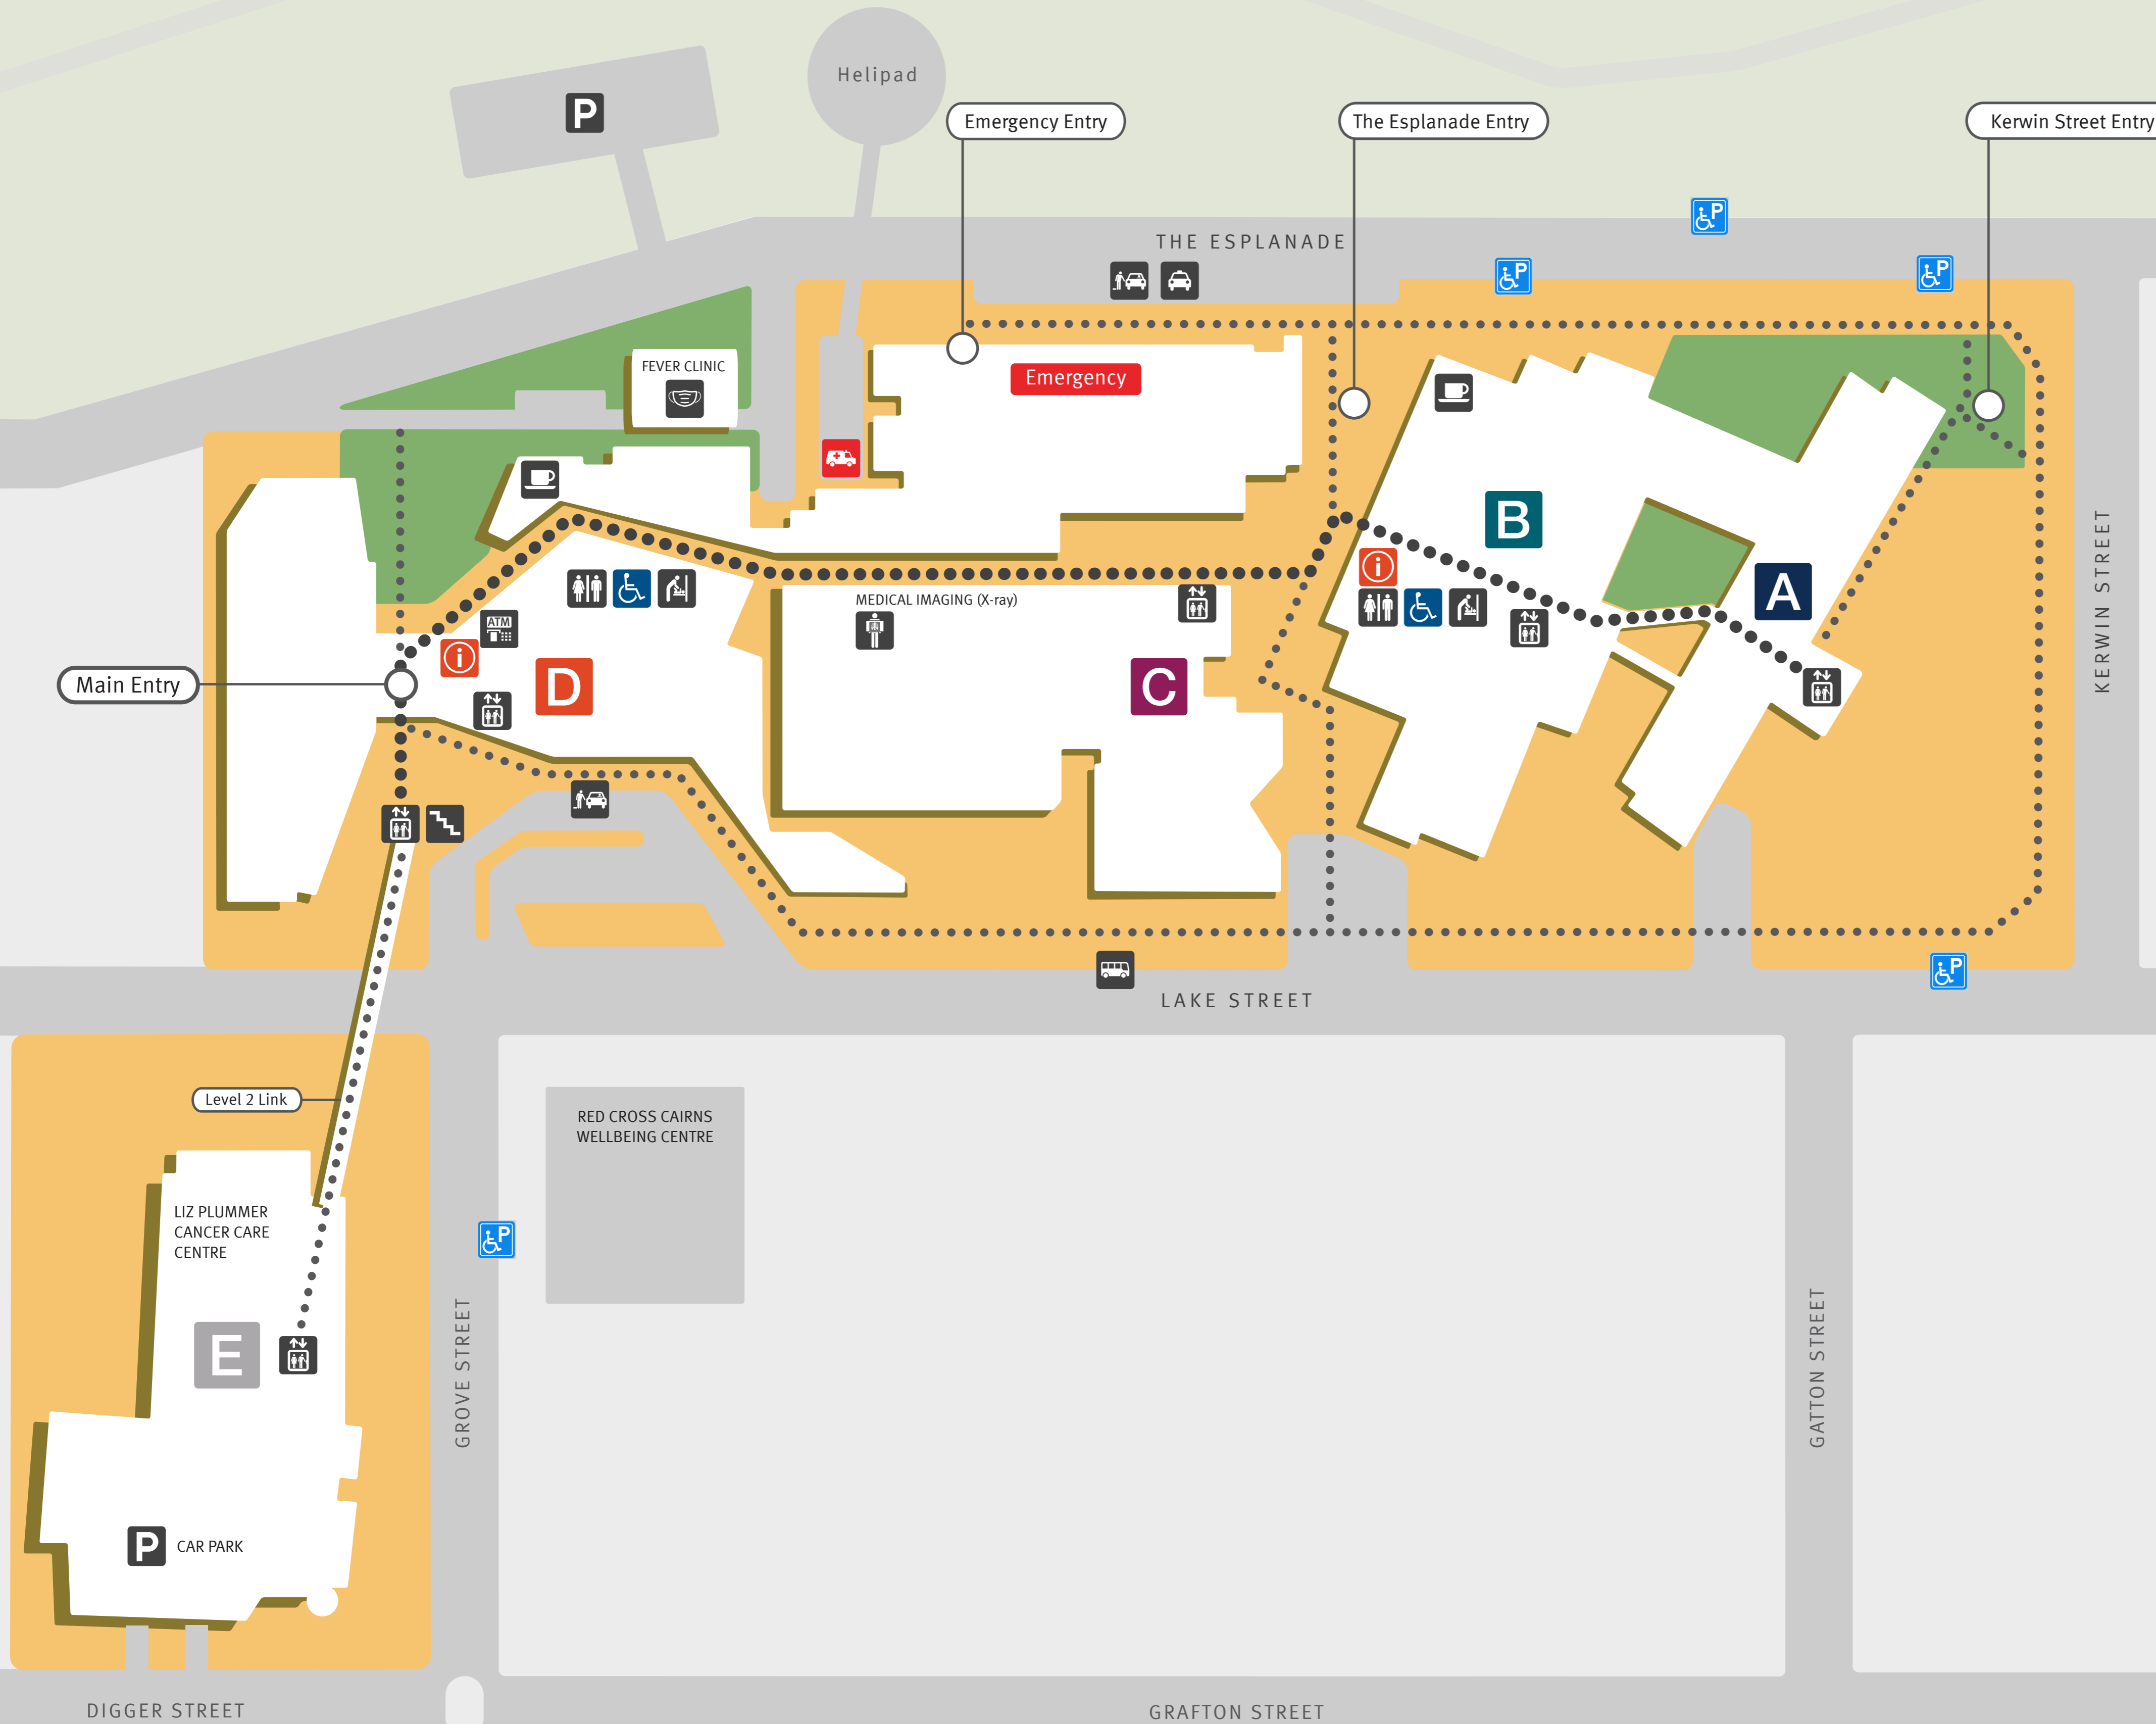 Helipad
P
Emergency Entry
The Esplanade Entry
Kerwin Street Entry
P
THE ESPLANADE
P
P
FEVER CLINIC
Emergency
B
A
i
MEDICAL IMAGING (X-ray)
ATM
i
Main Entry
D
C
KERWIN STREET
P
LAKE STREET
Level 2 Link
RED CROSS CAIRNS
WELLBEING CENTRE
LIZ PLUMMER
CANCER CARE
CENTRE
P
E
GROVE STREET
GATTON STREET
P
CAR PARK
DIGGER STREET
GRAFTON STREET